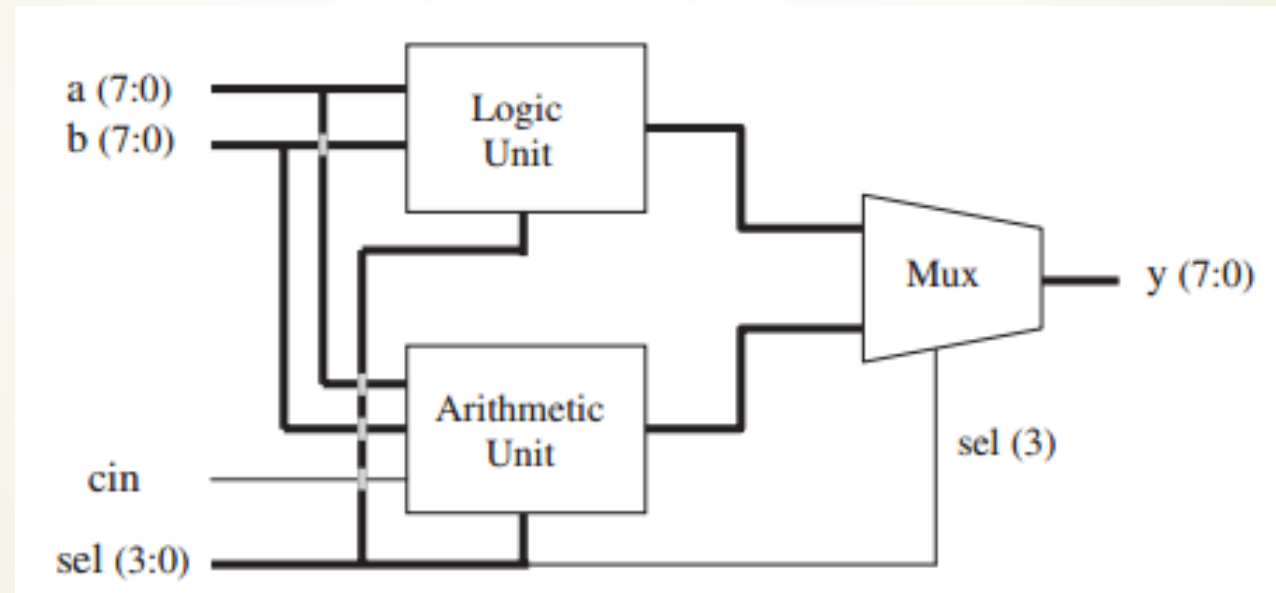 a (7:0)
b (7:0)
Logic
Unit
Mux
y (7:0)
Arithmetic
Unit
sel (3)
cin
sel (3:0)